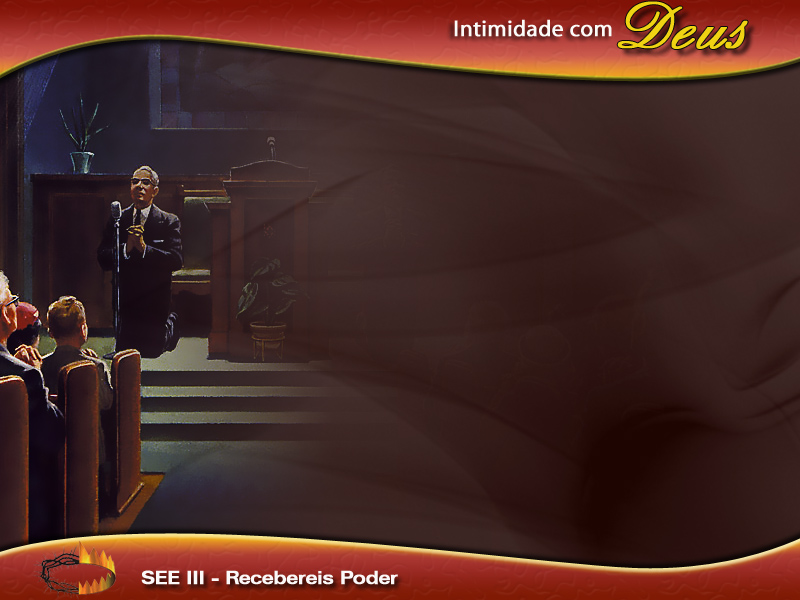 Intimidade com Deus
SEE III - Recebereis Poder